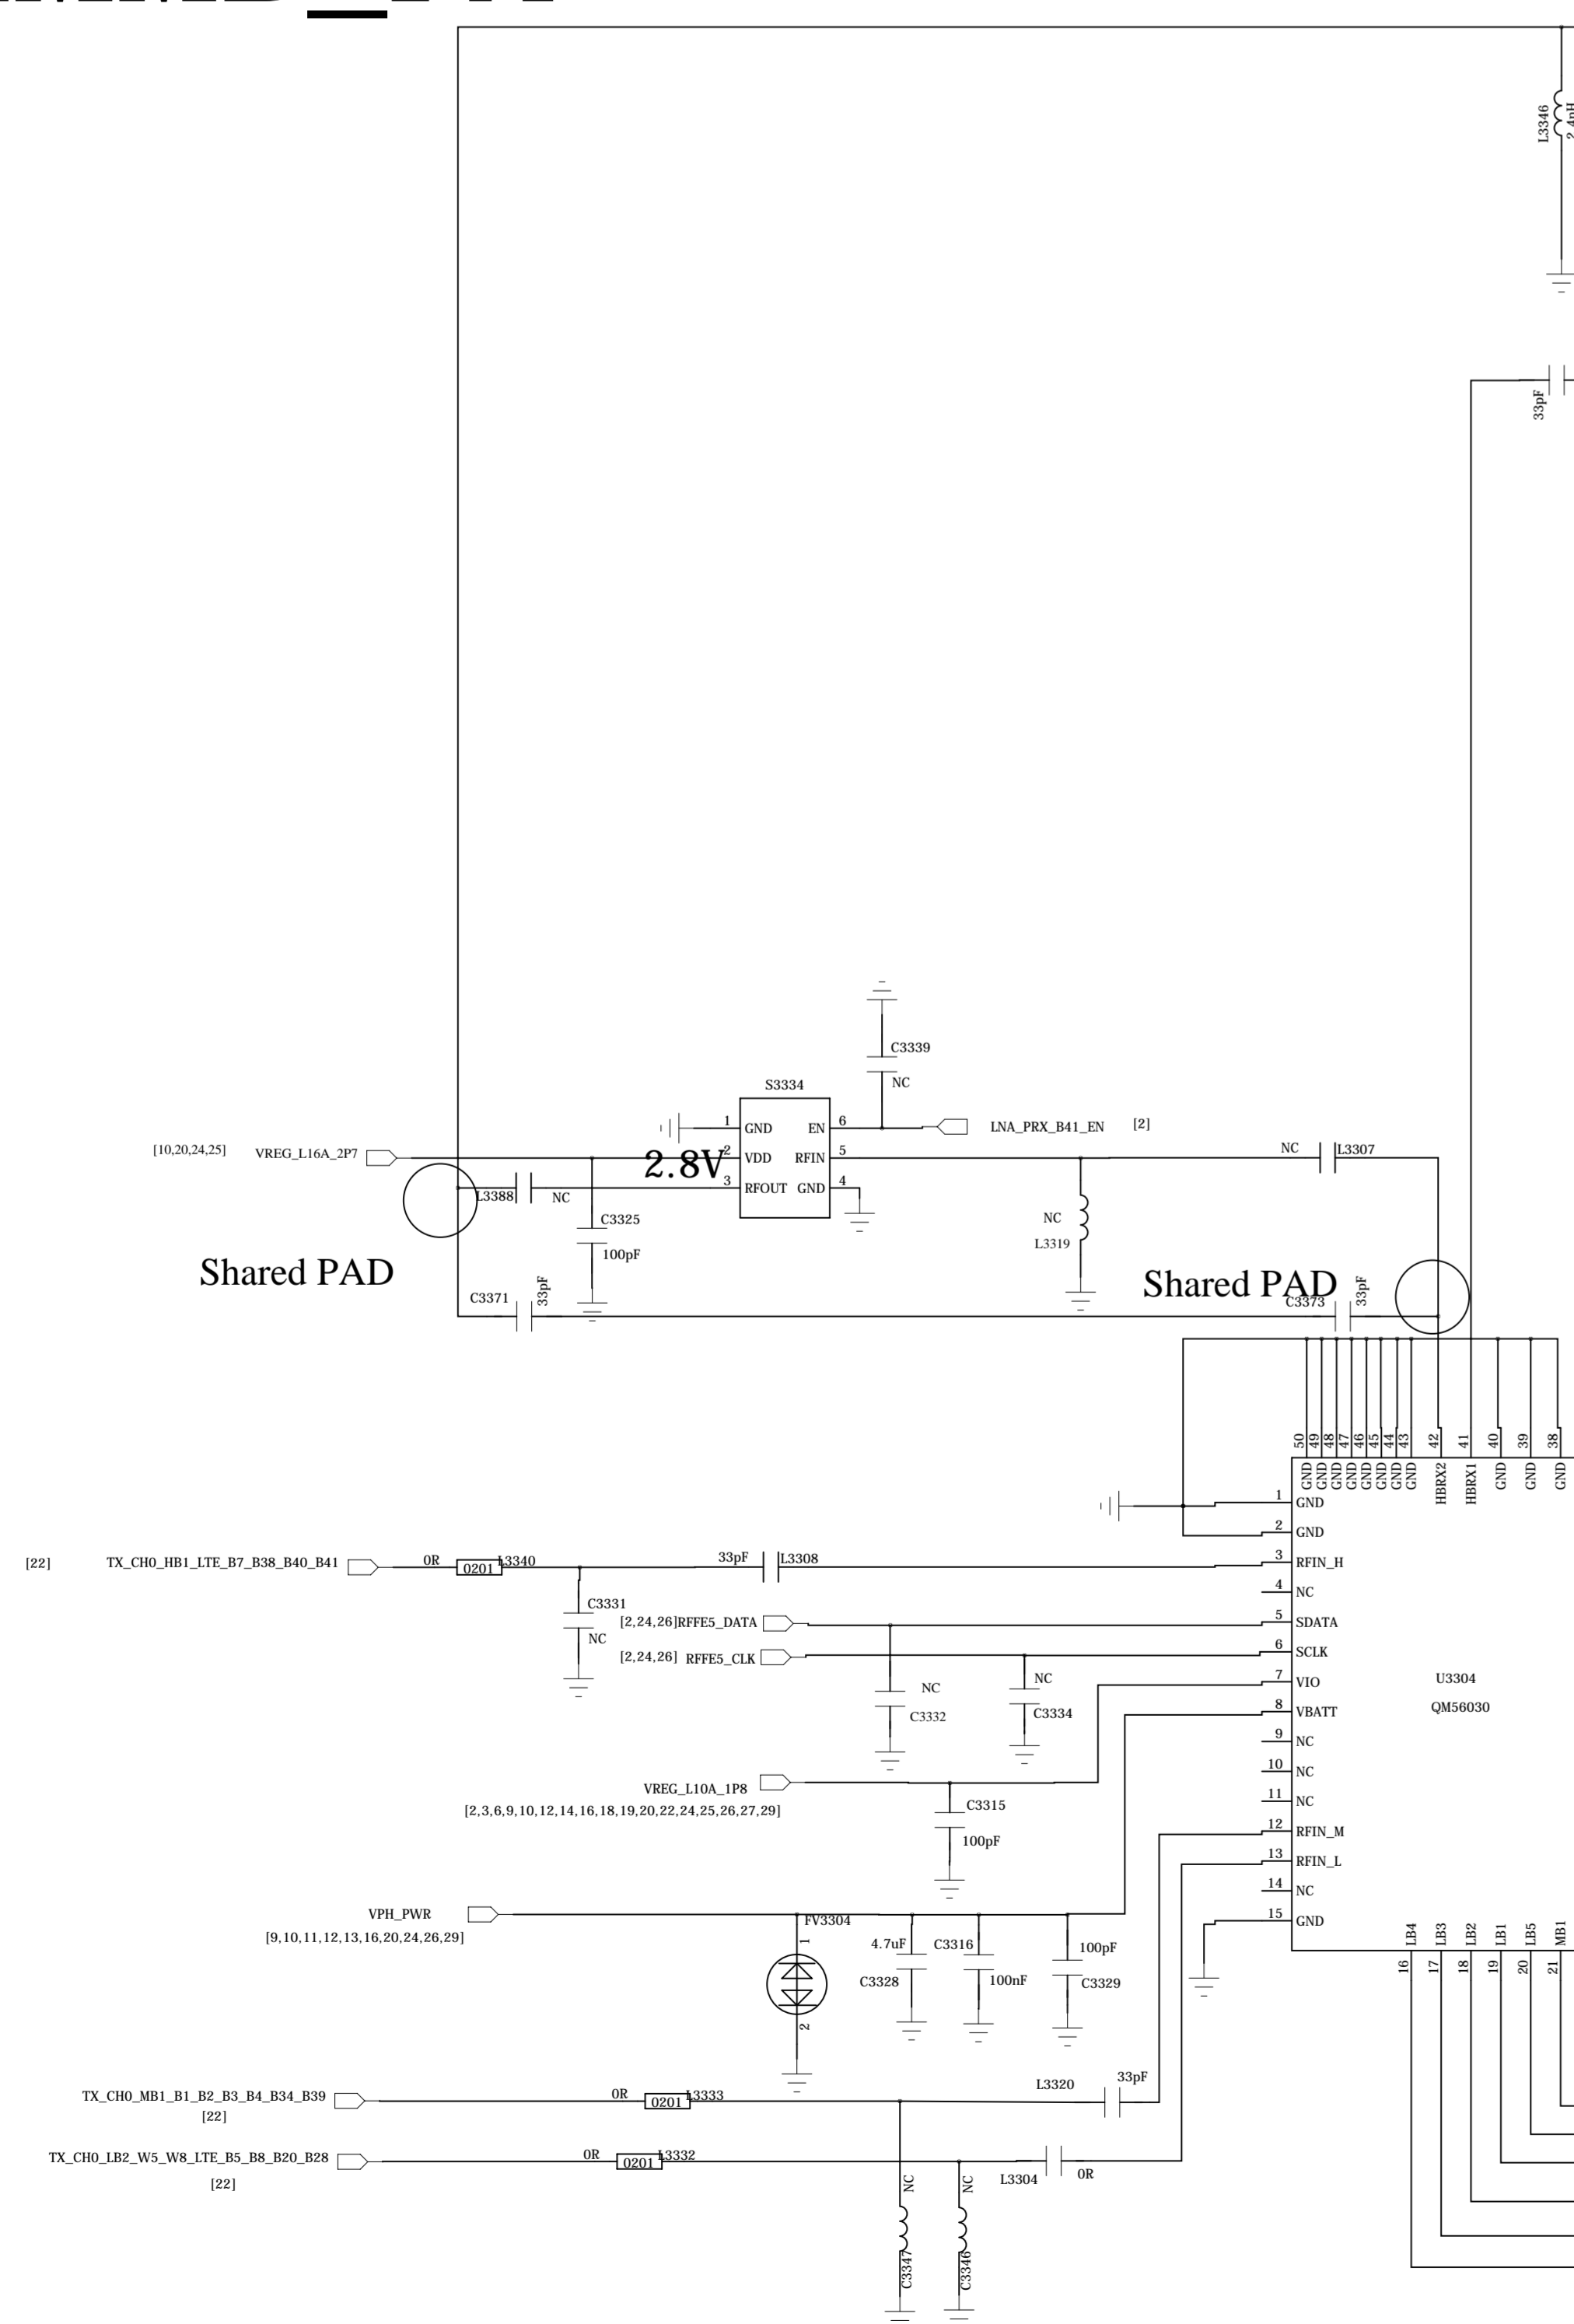 L3346
2.4nH
33pF
C3339
NC
S3334
1 GND EN 6
LNA_PRX_B41_EN [2]
[10,20,24,25] VREG_L16A_2P7
2.8V
2 VDD RFIN 5
NC L3307
L3388 NC
3 RFOUT GND 4
C3325
100pF
NC
L3319
Shared PAD
Shared PAD
C3371 33pF
C3373 33pF
50 49 48 47 46 45 44 43 42 41 40 39 38
GND GND GND GND GND GND GND GND HBRX2 HBRX1 GND GND GND
1 GND
2 GND
[22] TX_CH0_HB1_LTE_B7_B38_B40_B41
0R 0201 L3340
33pF L3308
3 RFIN_H
4 NC
C3331
NC
[2,24,26]RFFE5_DATA
5 SDATA
[2,24,26] RFFE5_CLK
6 SCLK
7 VIO
8 VBATT
9 NC
10 NC
11 NC
12 RFIN_M
13 RFIN_L
14 NC
15 GND
U3304
QM56030
NC
C3332
NC
C3334
VREG_L10A_1P8
[2,3,6,9,10,12,14,16,18,19,20,22,24,25,26,27,29]
C3315
100pF
VPH_PWR
[9,10,11,12,13,16,20,24,26,29]
FV3304
1
2
4.7uF
C3328
C3316
100nF
100pF
C3329
LB4 LB3 LB2 LB1 LB5 MB1
16 17 18 19 20 21
TX_CH0_MB1_B1_B2_B3_B4_B34_B39
[22]
0R 0201 L3333
L3320 33pF
TX_CH0_LB2_W5_W8_LTE_B5_B8_B20_B28
[22]
0R 0201 L3332
L3304 0R
NC
C3347
NC
C3346